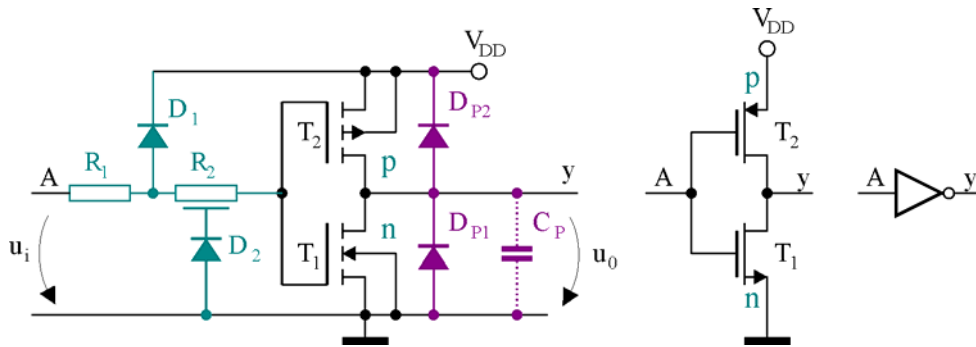 V_DD
D_1
D_P2
T_2
R_1
R_2
A
p
y
n
D_P1
C_P
u_i
D_2
T_1
u_0
V_DD
p
T_2
A
y
T_1
n
A
y